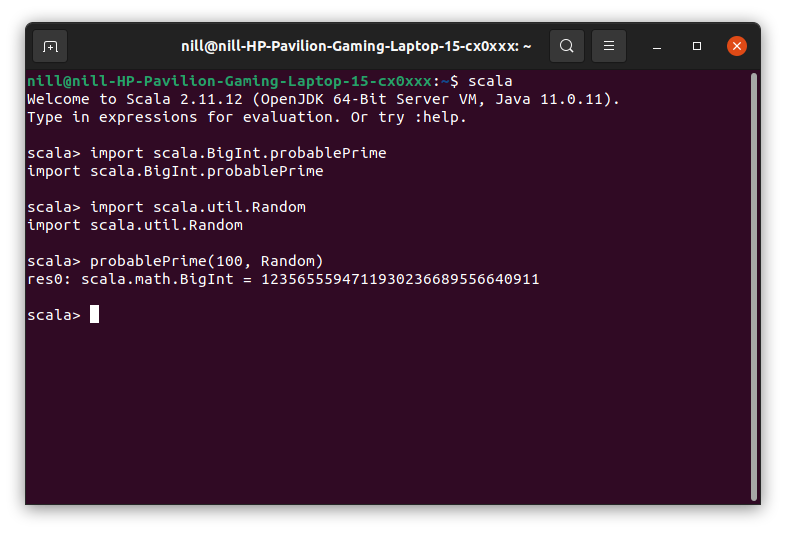 nill@nill-HP-Pavilion-Gaming-Laptop-15-cx0xxx: ~
nill@nill-HP-Pavilion-Gaming-Laptop-15-cx0xxx:~$ scala
Welcome to Scala 2.11.12 (OpenJDK 64-Bit Server VM, Java 11.0.11).
Type in expressions for evaluation. Or try :help.
scala> import scala.BigInt.probablePrime
import scala.BigInt.probablePrime
scala> import scala.util.Random
import scala.util.Random
scala> probablePrime(100, Random)
res0: scala.math.BigInt = 1235655594711930236689556640911
scala>